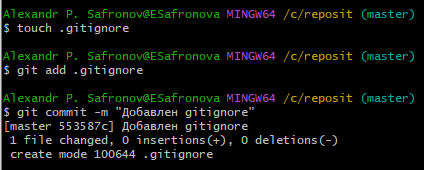 Alexandr P. Safronov@ESafronova MINGW64 /c/reposit (master)
$ touch .gitignore
Alexandr P. Safronov@ESafronova MINGW64 /c/reposit (master)
$ git add .gitignore
Alexandr P. Safronov@ESafronova MINGW64 /c/reposit (master)
$ git commit -m "Добавлен gitignore"
[master 553587c] Добавлен gitignore
 1 file changed, 0 insertions(+), 0 deletions(-)
 create mode 100644 .gitignore